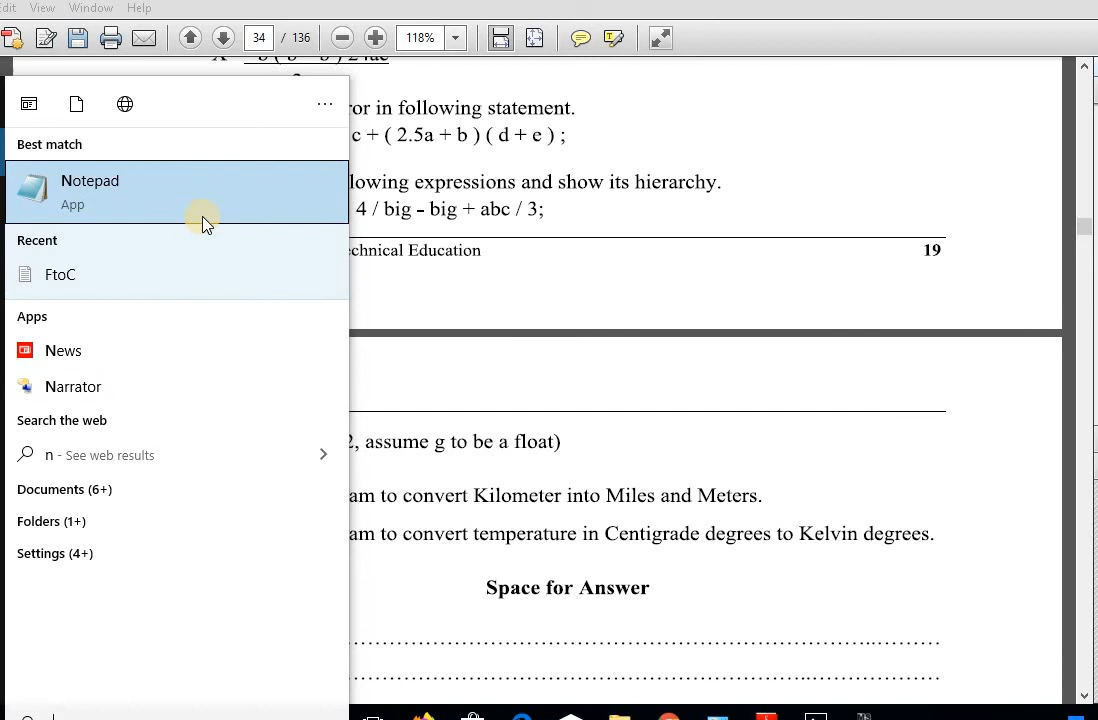 Edit View Window Help
34 / 136 118%
Best match
Notepad
App
Recent
FtoC
Apps
News
Narrator
Search the web
n - See web results
Documents (6+)
Folders (1+)
Settings (4+)
ror in following statement.
c + ( 2.5a + b ) ( d + e ) ;
lowing expressions and show its hierarchy.
4 / big - big + abc / 3;
echnical Education 19
2, assume g to be a float)
am to convert Kilometer into Miles and Meters.
am to convert temperature in Centigrade degrees to Kelvin degrees.
Space for Answer